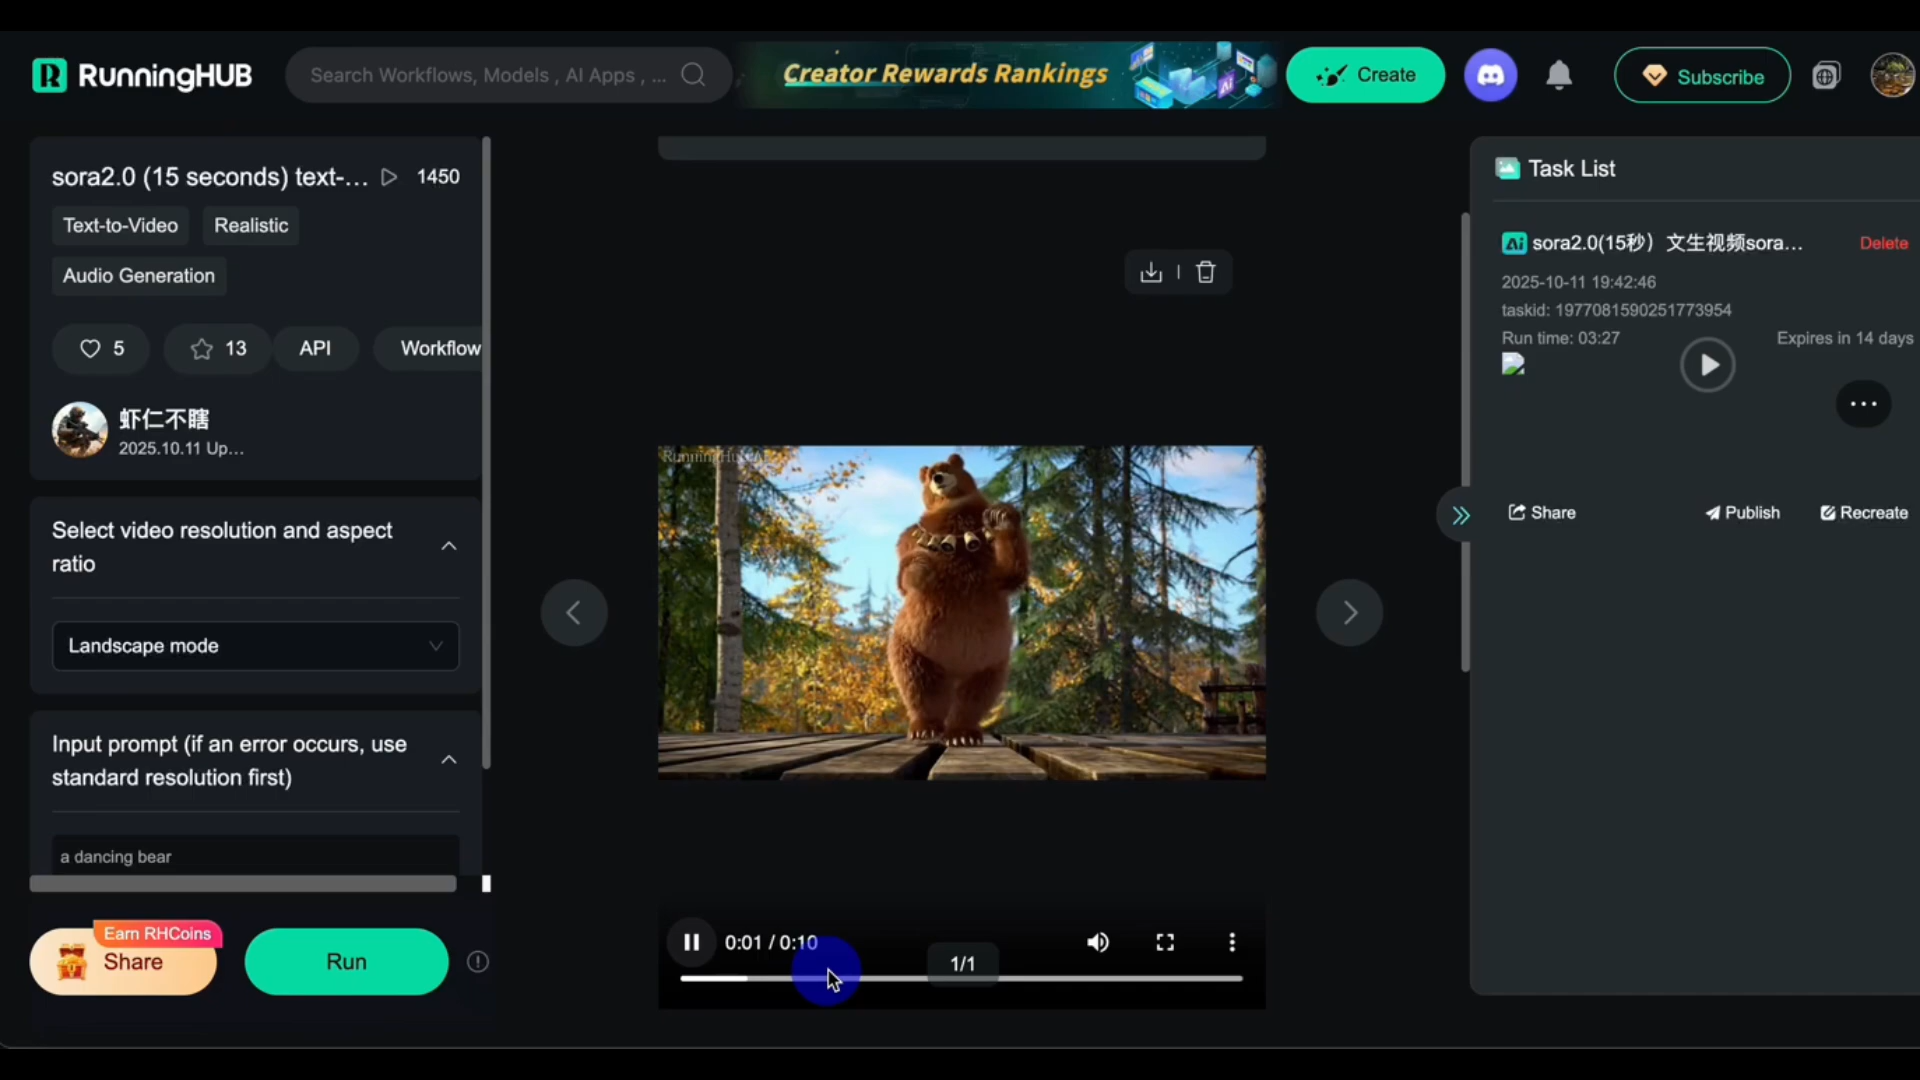 RunningHUB
Search Workflows, Models , AI Apps , ...
Creator Rewards Rankings
Create
Subscribe
sora2.0 (15 seconds) text-... 1450
Text-to-Video
Realistic
Audio Generation
5
13
API
Workflow
虾仁不瞎
2025.10.11 Up...
Select video resolution and aspect
ratio
Landscape mode
Input prompt (if an error occurs, use
standard resolution first)
a dancing bear
Earn RHCoins
Share
Run
0:01 / 0:10
1/1
Task List
Ai sora2.0(15秒）文生视频sora...
Delete
2025-10-11 19:42:46
taskid: 1977081590251773954
Run time: 03:27
Expires in 14 days
Share
Publish
Recreate